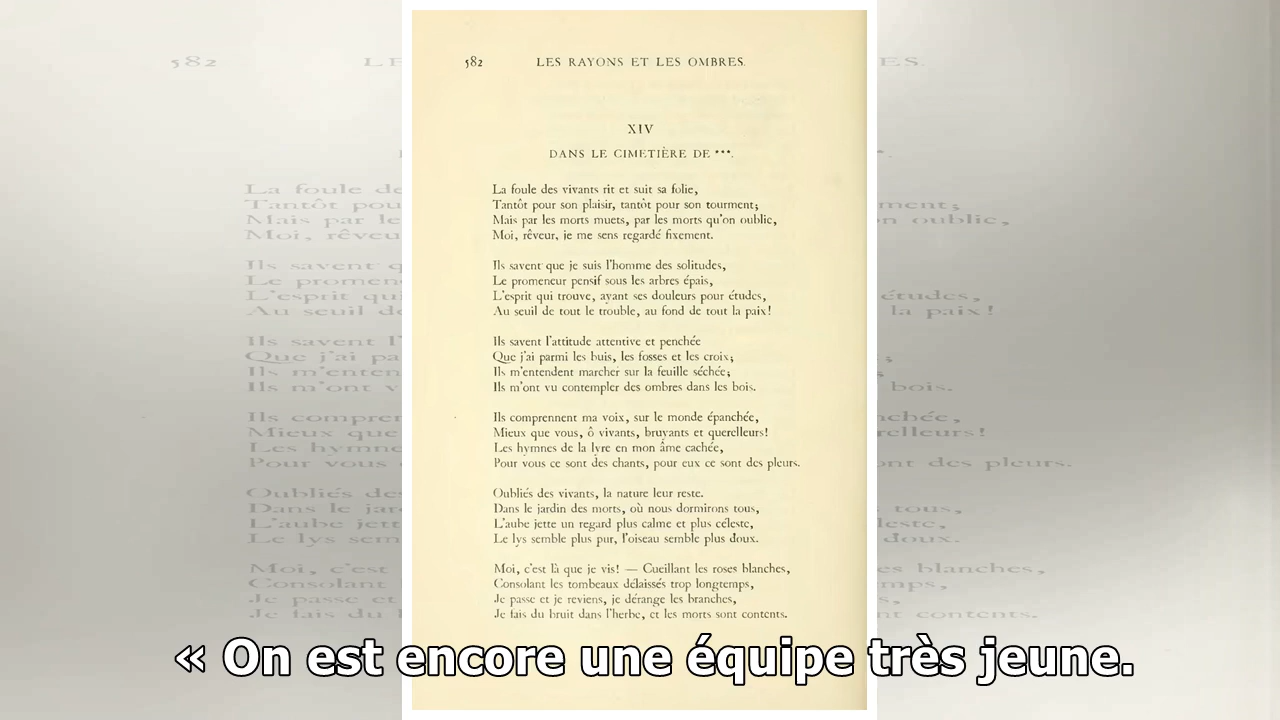 582 LES RAYONS ET LES OMBRES.
XIV
DANS LE CIMETIÈRE DE ***.
La foule des vivants rit et suit sa folie,
Tantôt pour son plaisir, tantôt pour son tourment;
Mais par les morts muets, par les morts qu'on oublie,
Moi, rêveur, je me sens regardé fixement.
Ils savent que je suis l'homme des solitudes,
Le promeneur pensif sous les arbres épais,
L'esprit qui trouve, ayant ses douleurs pour études,
Au seuil de tout le trouble, au fond de tout la paix!
Ils savent l'attitude attentive et penchée
Que j'ai parmi les buis, les fosses et les croix;
Ils m'entendent marcher sur la feuille séchée;
Ils m'ont vu contempler des ombres dans les bois.
Ils comprennent ma voix, sur le monde épanchée,
Mieux que vous, ô vivants, bruyants et querelleurs!
Les hymnes de la lyre en mon âme cachée,
Pour vous ce sont des chants, pour eux ce sont des pleurs.
Oubliés des vivants, la nature leur reste.
Dans le jardin des morts, où nous dormirons tous,
L'aube jette un regard plus calme et plus céleste,
Le lys semble plus pur, l'oiseau semble plus doux.
Moi, c'est là que je vis! — Cueillant les roses blanches,
Consolant les tombeaux délaissés trop longtemps,
Je passe et je reviens, je dérange les branches,
Je fais du bruit dans l'herbe, et les morts sont contents.
« On est encore une équipe très jeune.